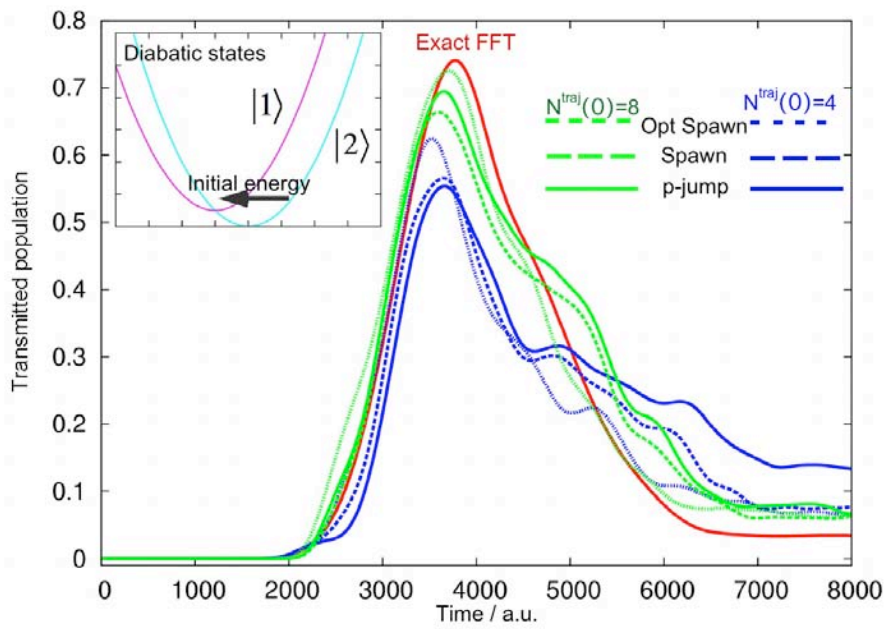 Diabatic states
|1⟩
|2⟩
Initial energy
Exact FFT
N^traj(0)=8
N^traj(0)=4
Opt Spawn
Spawn
p-jump
Transmitted population
0.8
0.7
0.6
0.5
0.4
0.3
0.2
0.1
0
0 1000 2000 3000 4000 5000 6000 7000 8000
Time / a.u.